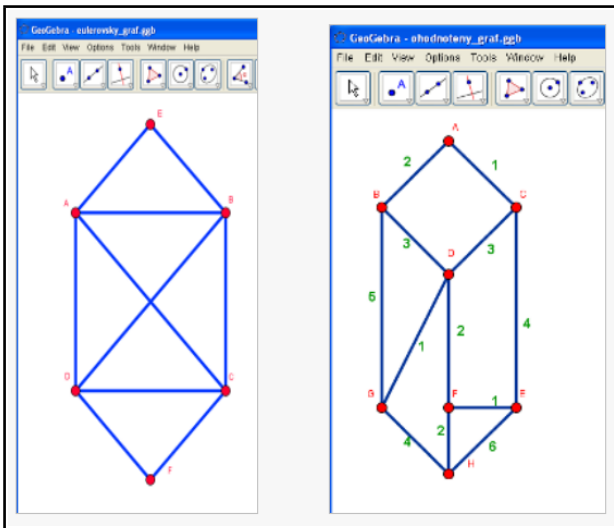 GeoGebra - eulerovsky_graf.ggb
File Edit View Options Tools Window Help
A
E
A
B
D
C
F
GeoGebra - ohodnoteny_graf.ggb
File Edit View Options Tools Window Help
A
A
2
1
B
C
3
D
3
5
1
2
4
G
F
1
E
4
2
6
H